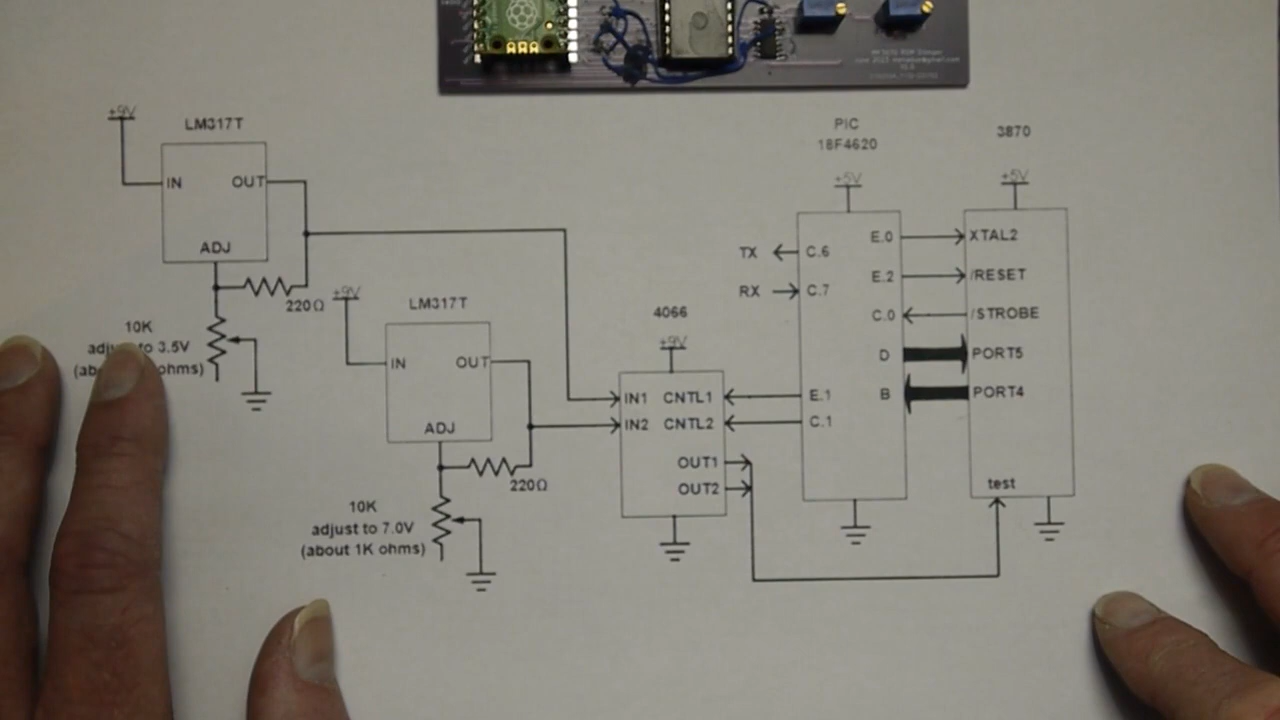 +9V
LM317T
IN
OUT
ADJ
220Ω
10K
to 3.5V
ohms)
+9V
LM317T
IN
OUT
ADJ
220Ω
10K
adjust to 7.0V
(about 1K ohms)
4066
+9V
IN1
CNTL1
IN2
CNTL2
OUT1
OUT2
PIC
18F4620
+5V
TX
C.6
RX
C.7
E.0
E.2
C.0
D
B
E.1
C.1
3870
+5V
XTAL2
/RESET
/STROBE
PORT5
PORT4
test